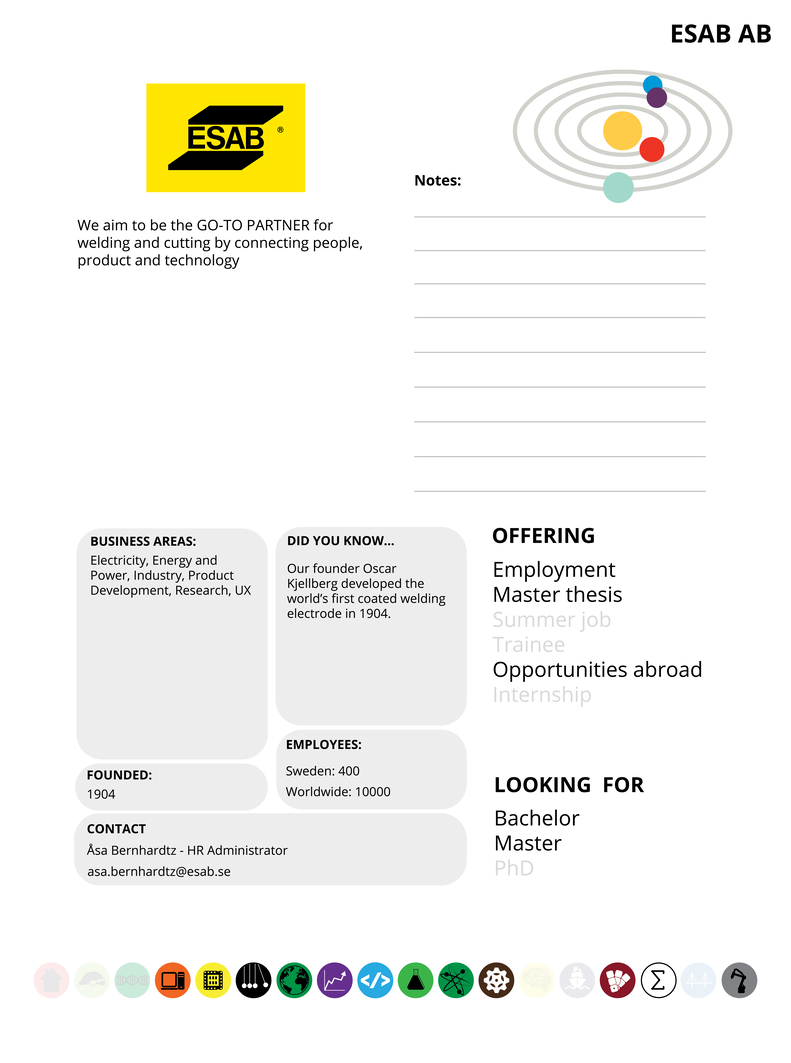 ESAB AB
ESAB ®
Notes:
We aim to be the GO-TO PARTNER for
welding and cutting by connecting people,
product and technology
BUSINESS AREAS:
Electricity, Energy and
Power, Industry, Product
Development, Research, UX
DID YOU KNOW...
Our founder Oscar
Kjellberg developed the
world’s first coated welding
electrode in 1904.
OFFERING
Employment
Master thesis
Summer job
Trainee
Opportunities abroad
Internship
EMPLOYEES:
Sweden: 400
Worldwide: 10000
FOUNDED:
1904
LOOKING FOR
Bachelor
Master
PhD
CONTACT
Åsa Bernhardtz - HR Administrator
asa.bernhardtz@esab.se